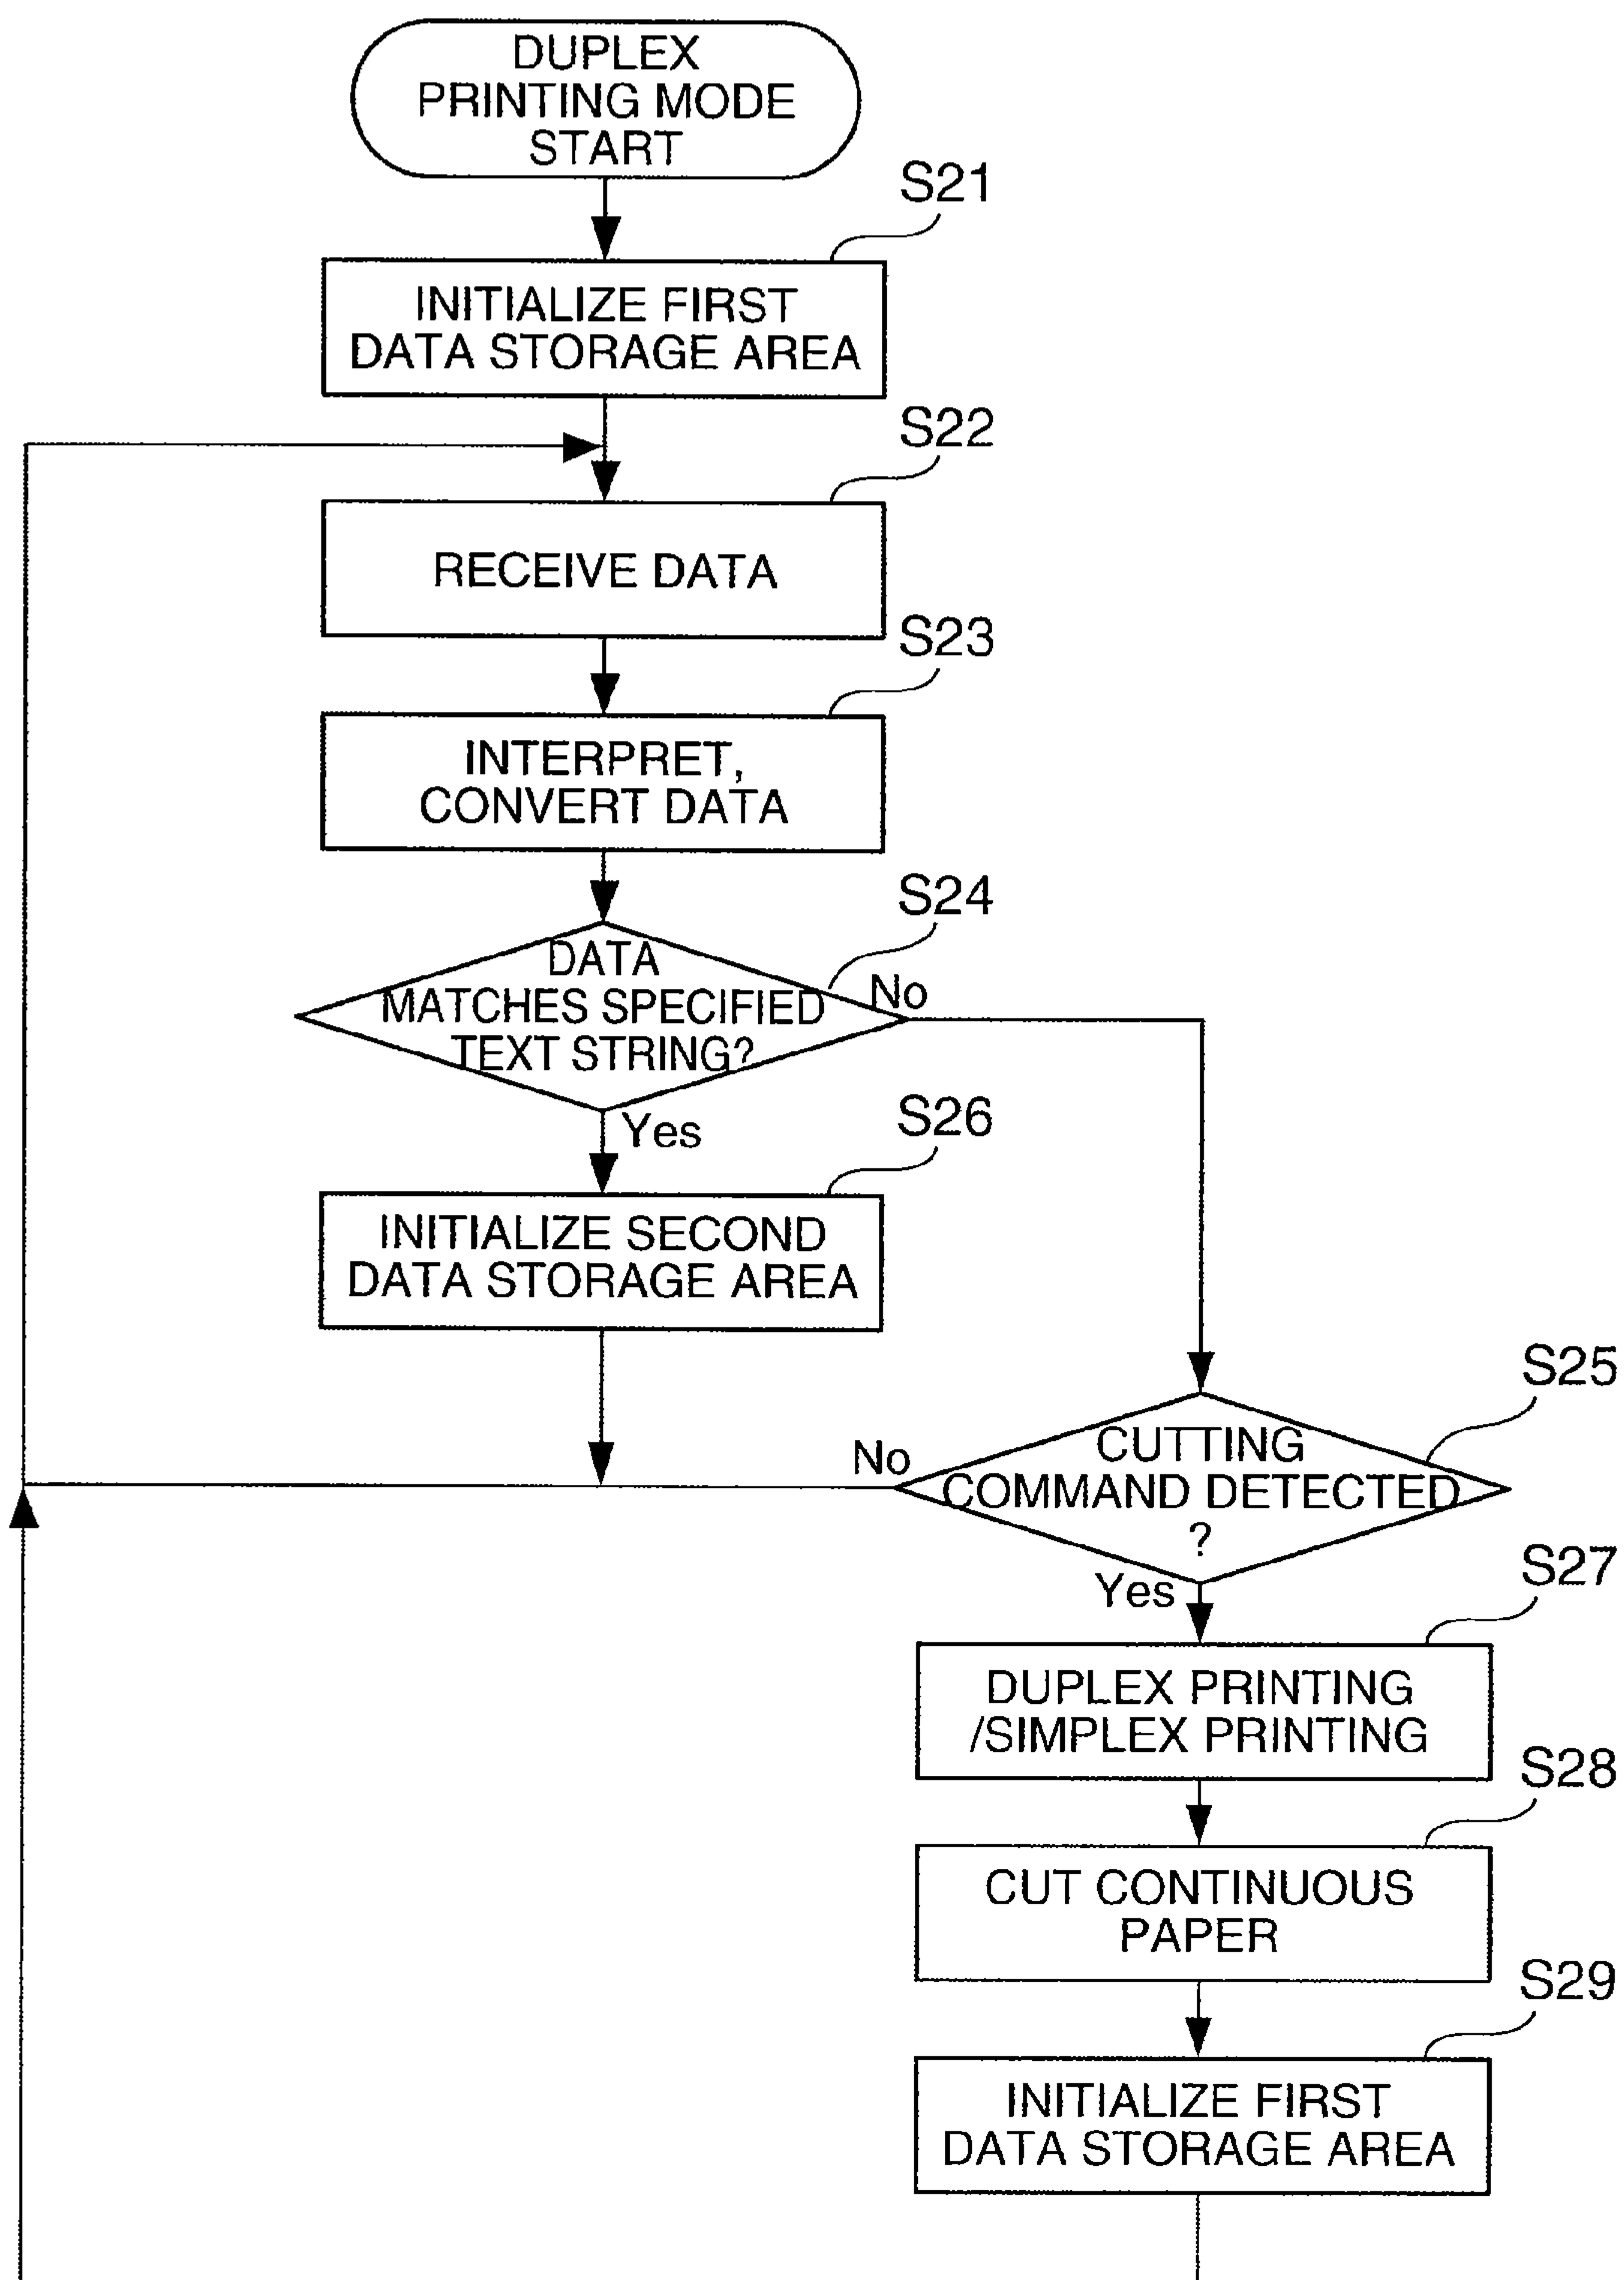 DUPLEX
PRINTING MODE
START
S21
INITIALIZE FIRST
DATA STORAGE AREA
S22
RECEIVE DATA
S23
INTERPRET,
CONVERT DATA
S24
DATA
MATCHES SPECIFIED
TEXT STRING?
No
Yes
S26
INITIALIZE SECOND
DATA STORAGE AREA
S25
CUTTING
COMMAND DETECTED
?
No
Yes
S27
DUPLEX PRINTING
/SIMPLEX PRINTING
S28
CUT CONTINUOUS
PAPER
S29
INITIALIZE FIRST
DATA STORAGE AREA